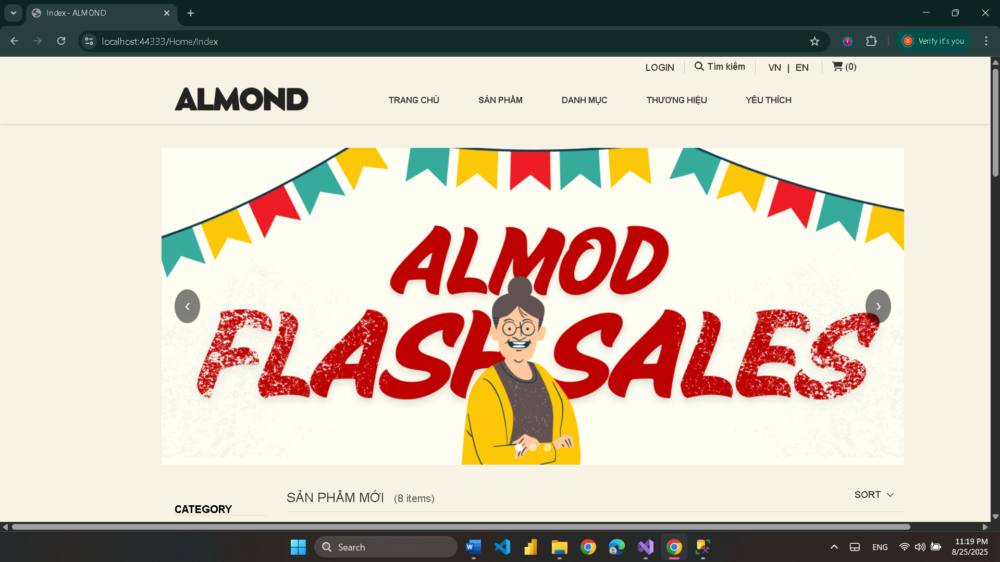 Index - ALMOND
localhost:44333/Home/Index
Verify it's you
LOGIN
Tìm kiếm
VN | EN
(0)
ALMOND
TRANG CHỦ
SẢN PHẨM
DANH MỤC
THƯƠNG HIỆU
YÊU THÍCH
ALMOD
FLASH SALES
CATEGORY
SẢN PHẨM MỚI (8 items)
SORT
Search
ENG
11:19 PM
8/25/2025